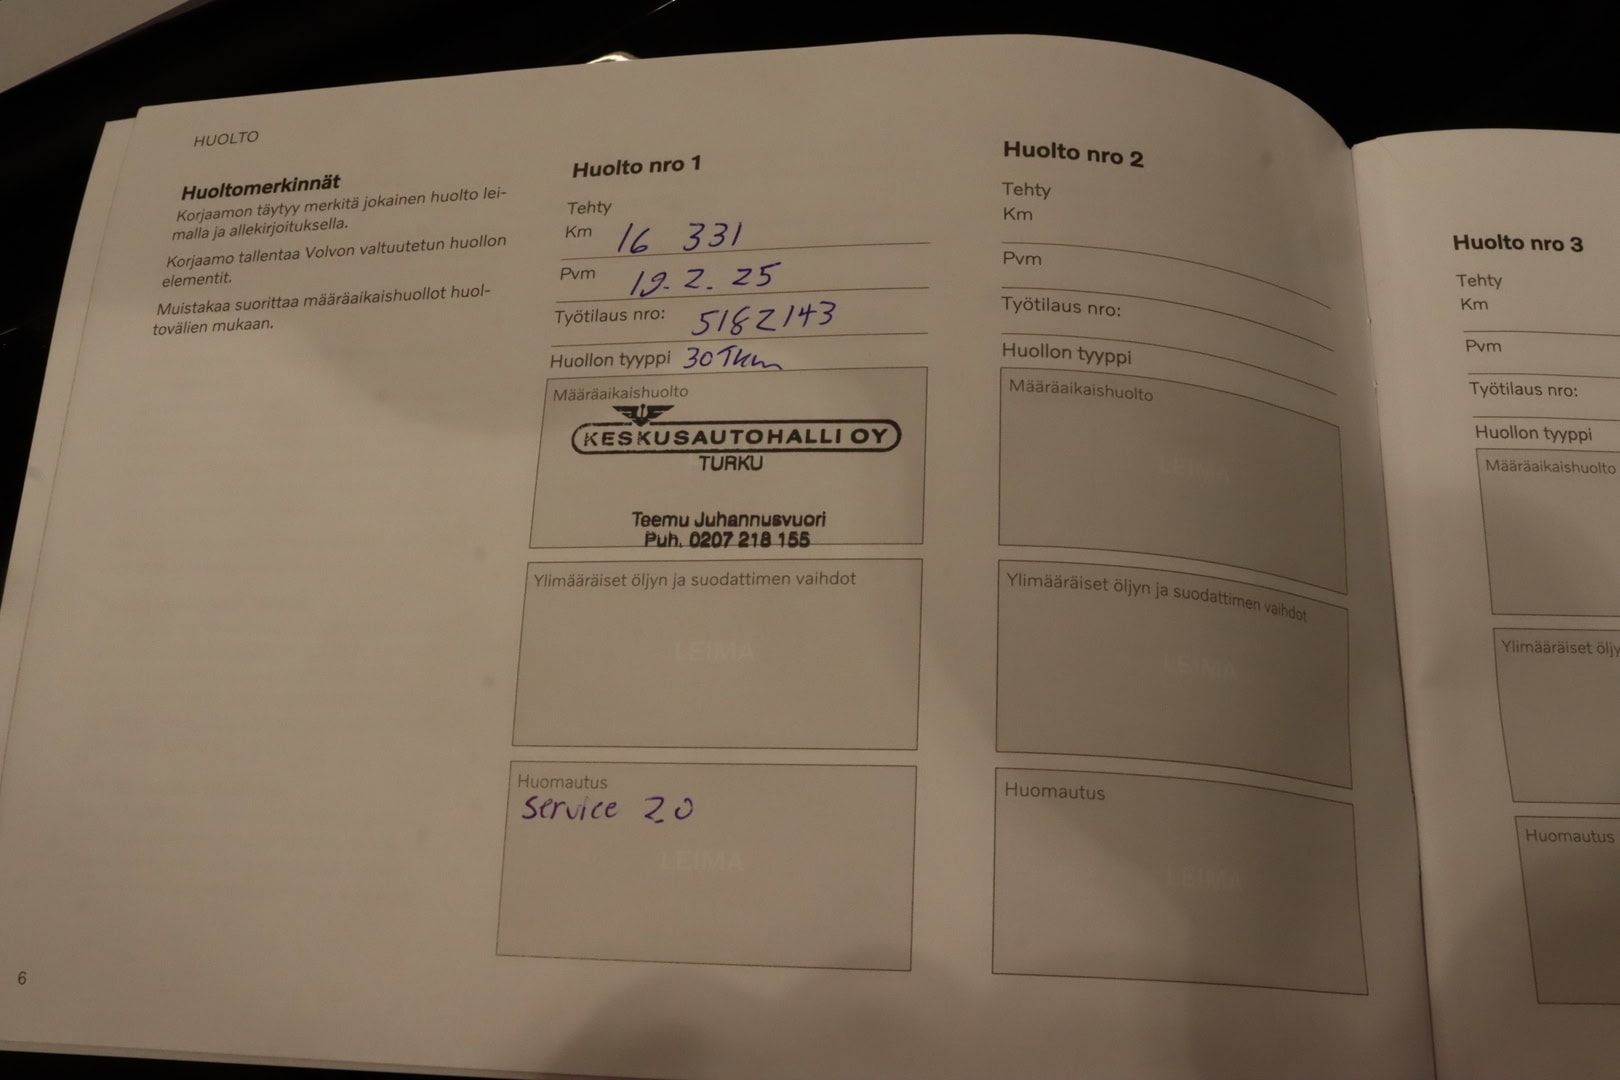 HUOLTO
Huoltomerkinnät
Korjaamon täytyy merkitä jokainen huolto lei-
malla ja allekirjoituksella.
Korjaamo tallentaa Volvon valtuutetun huollon
elementit.
Muistakaa suorittaa määräaikaishuollot huol-
tovälien mukaan.
Huolto nro 1
Tehty
Km 16 331
Pvm 19.2.25
Työtilaus nro: 5182143
Huollon tyyppi 30Tkm
Määräaikaishuolto
KESKUSAUTOHALLI OY
TURKU
Teemu Juhannusvuori
Puh. 0207 218 155
Ylimääräiset öljyn ja suodattimen vaihdot
LEIMA
Huomautus
Service 2.0
LEIMA
Huolto nro 2
Tehty
Km
Pvm
Työtilaus nro:
Huollon tyyppi
Määräaikaishuolto
LEIMA
Ylimääräiset öljyn ja suodattimen vaihdot
LEIMA
Huomautus
LEIMA
Huolto nro 3
Tehty
Km
Pvm
Työtilaus nro:
Huollon tyyppi
Määräaikaishuolto
Ylimääräiset öljy
Huomautus
6